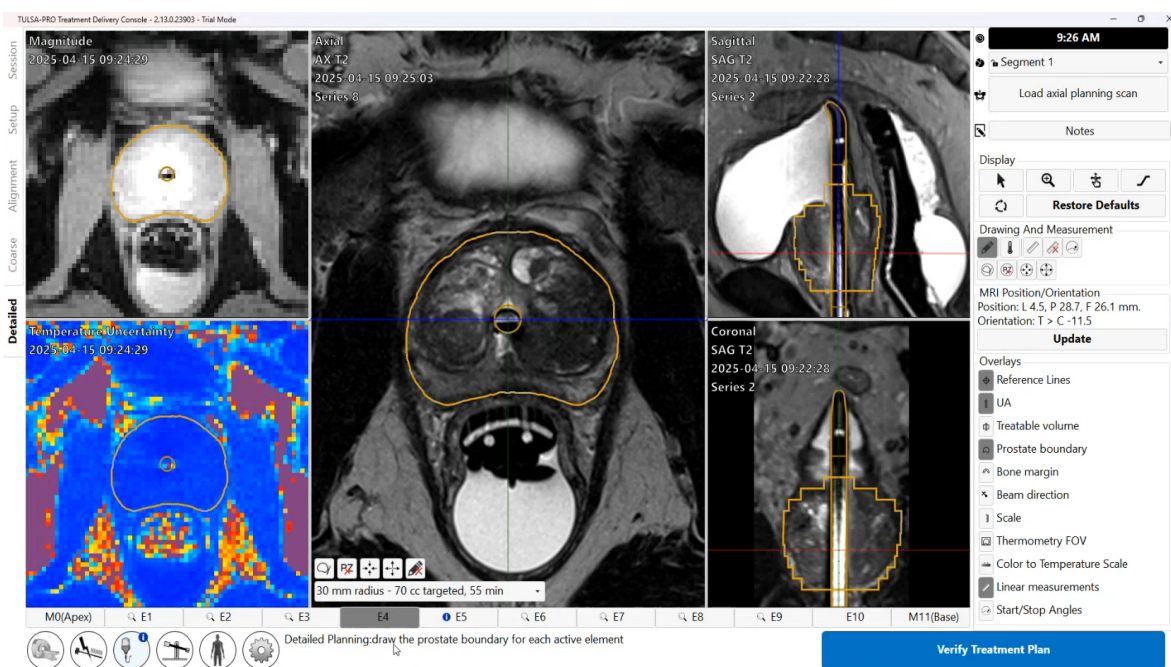 TULSA-PRO Treatment Delivery Console - 2.13.0.23903 - Trial Mode
Session
Setup
Alignment
Coarse
Detailed
Magnitude
2025-04-15 09:24:29
Temperature Uncertainty
2025-04-15 09:24:29
Axial
AX T2
2025-04-15 09:25:03
Series 8
PZ
30 mm radius - 70 cc targeted, 55 min
Sagittal
SAG T2
2025-04-15 09:22:28
Series 2
Coronal
SAG T2
2025-04-15 09:22:28
Series 2
M0(Apex)
E1
E2
E3
E4
E5
E6
E7
E8
E9
E10
M11(Base)
Detailed Planning:draw the prostate boundary for each active element
9:26 AM
Segment 1
Load axial planning scan
Notes
Display
Restore Defaults
Drawing And Measurement
PZ
MRI Position/Orientation
Position: L 4.5, P 28.7, F 26.1 mm.
Orientation: T > C -11.5
Update
Overlays
Reference Lines
UA
Treatable volume
Prostate boundary
Bone margin
Beam direction
Scale
Thermometry FOV
Color to Temperature Scale
Linear measurements
Start/Stop Angles
Verify Treatment Plan